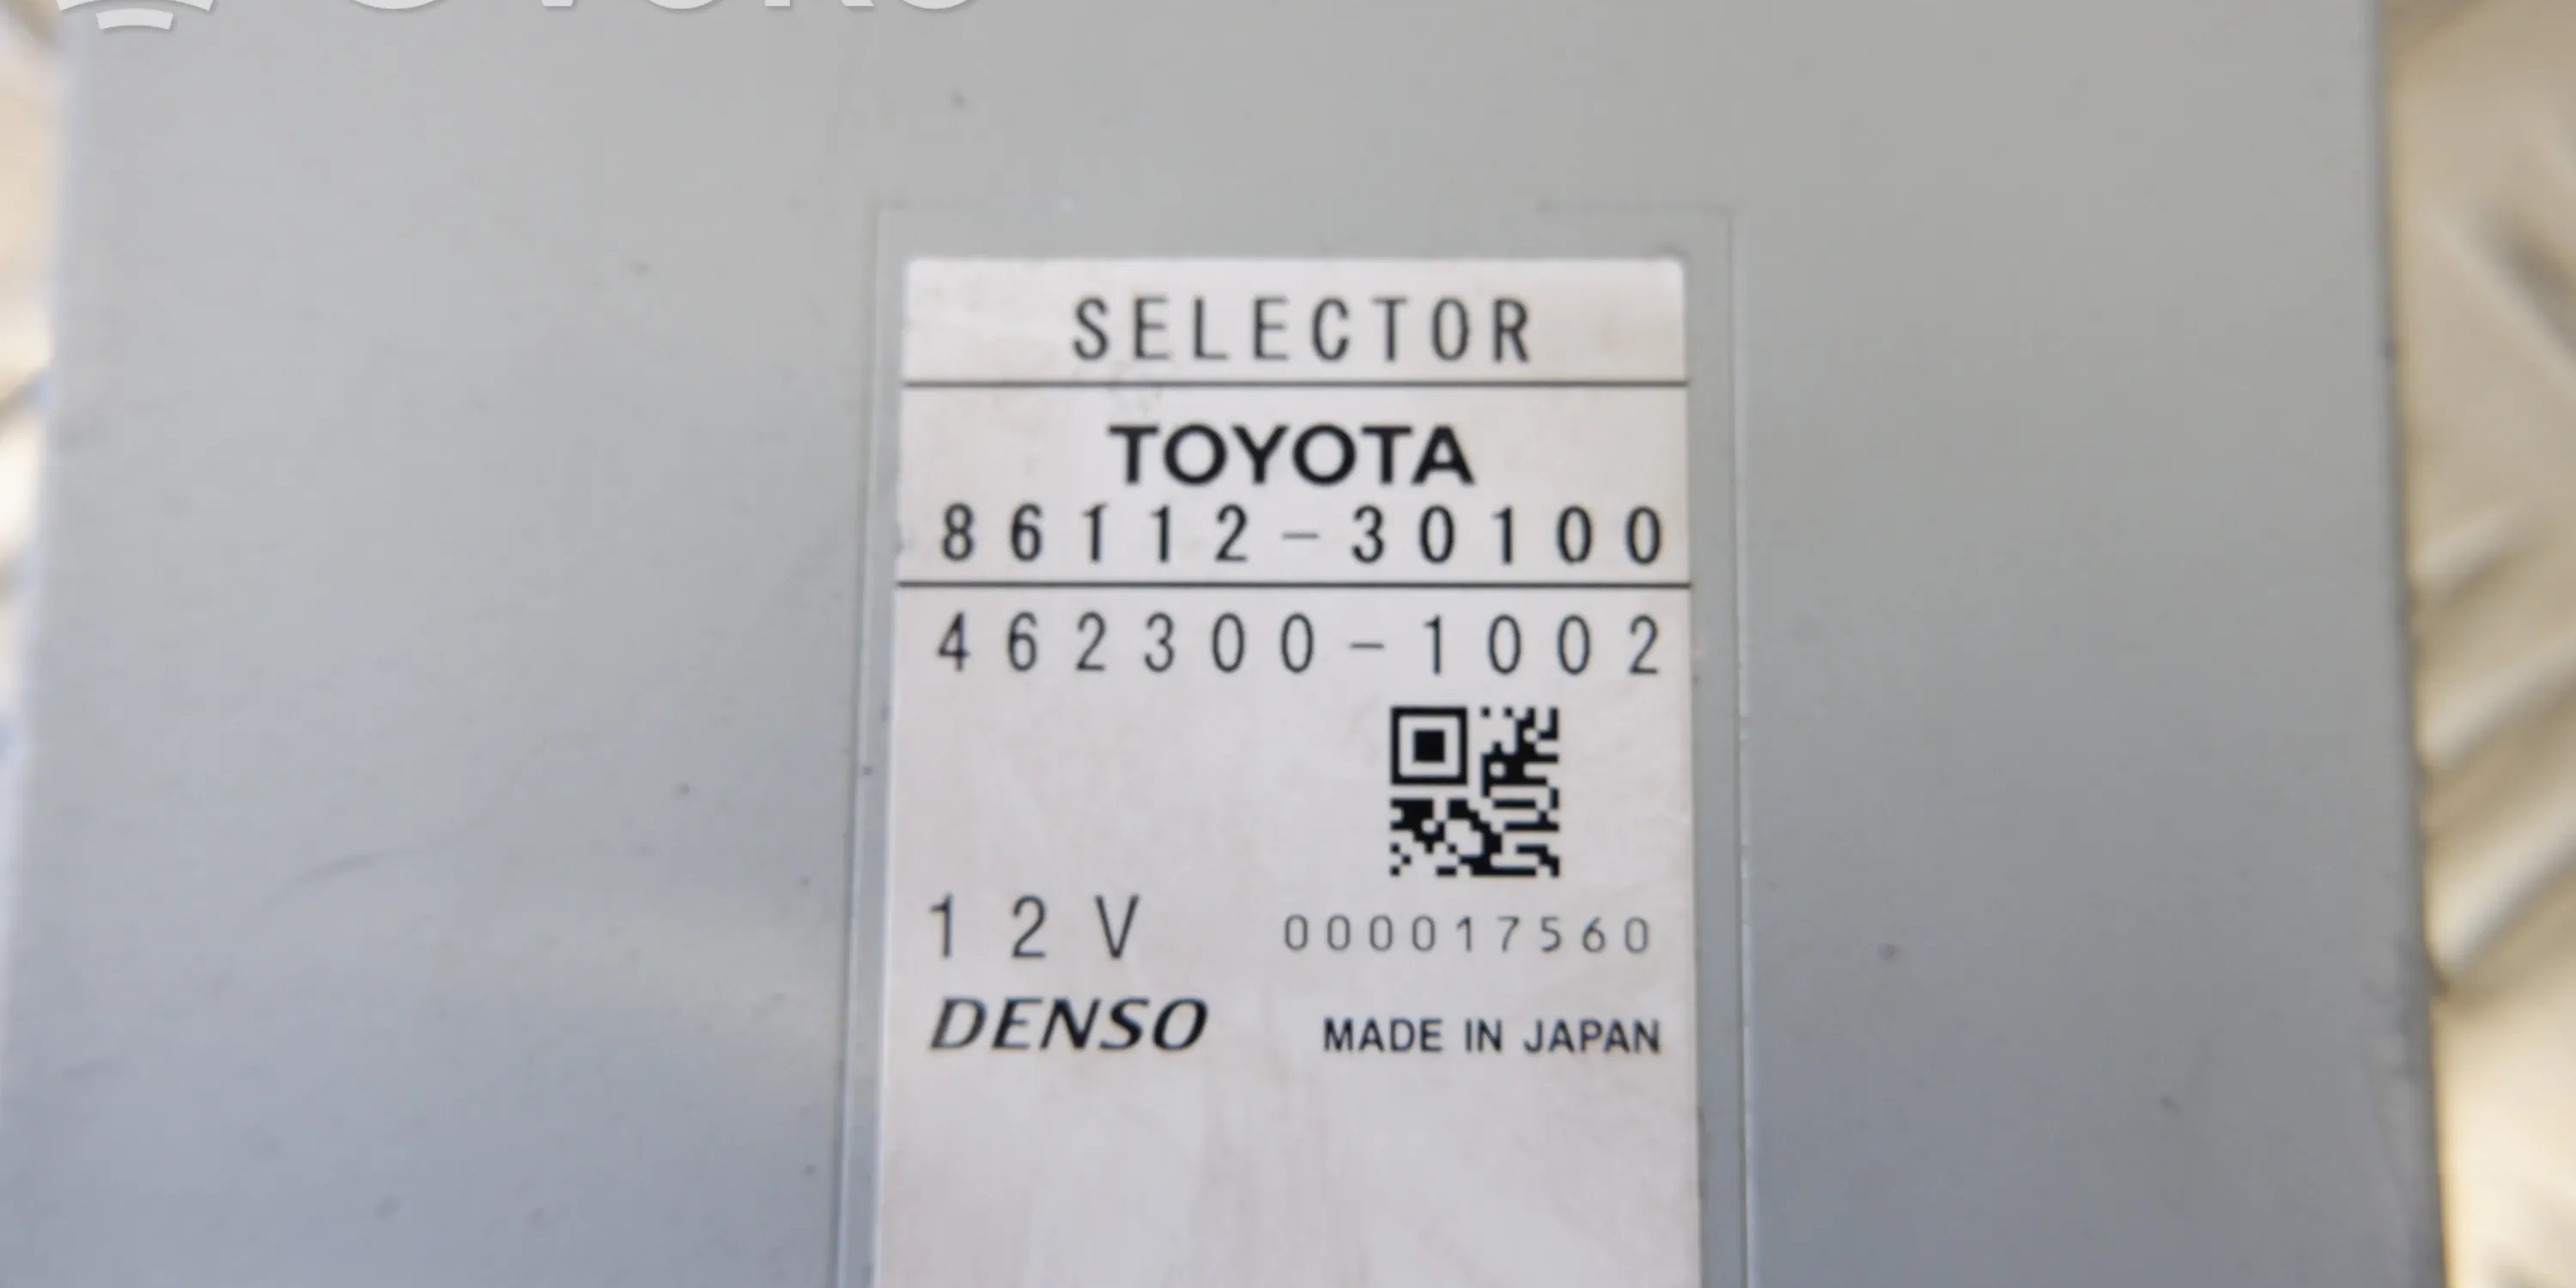 SELECTOR
TOYOTA
86112-30100
462300-1002
12V
000017560
DENSO
MADE IN JAPAN